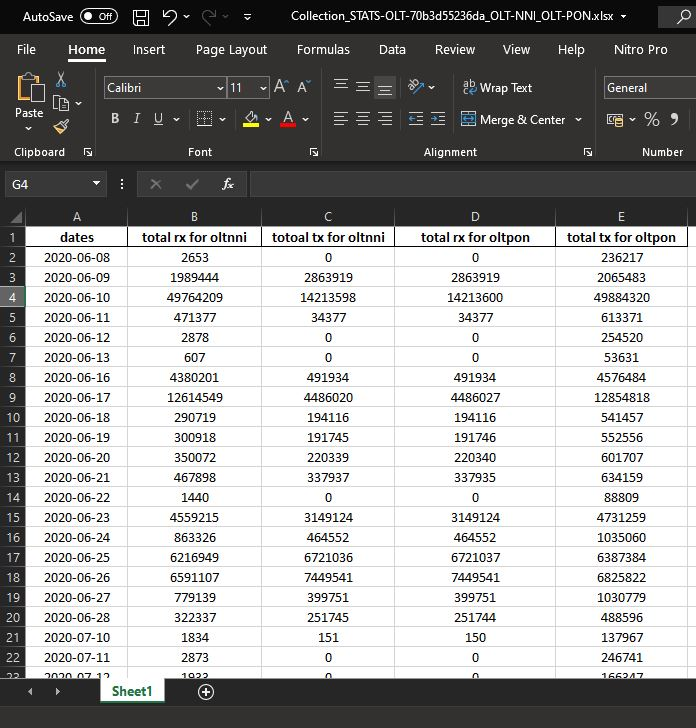 AutoSave Off Collection_STATS-OLT-70b3d55236da_OLT-NNI_OLT-PON.xlsx
File Home Insert Page Layout Formulas Data Review View Help Nitro Pro
Calibri 11 A A ab Wrap Text General
Paste B I U A Merge & Center % 9
Clipboard Font Alignment Number
G4 fx
A B C D E
1 dates total rx for oltnni totoal tx for oltnni total rx for oltpon total tx for oltpon
2 2020-06-08 2653 0 0 236217
3 2020-06-09 1989444 2863919 2863919 2065483
4 2020-06-10 49764209 14213598 14213600 49884320
5 2020-06-11 471377 34377 34377 613371
6 2020-06-12 2878 0 0 254520
7 2020-06-13 607 0 0 53631
8 2020-06-16 4380201 491934 491934 4576484
9 2020-06-17 12614549 4486020 4486027 12854818
10 2020-06-18 290719 194116 194116 541457
11 2020-06-19 300918 191745 191746 552556
12 2020-06-20 350072 220339 220340 601707
13 2020-06-21 467898 337937 337935 634159
14 2020-06-22 1440 0 0 88809
15 2020-06-23 4559215 3149124 3149124 4731259
16 2020-06-24 863326 464552 464552 1035060
17 2020-06-25 6216949 6721036 6721037 6387384
18 2020-06-26 6591107 7449541 7449541 6825822
19 2020-06-27 779139 399751 399751 1030779
20 2020-06-28 322337 251745 251744 488596
21 2020-07-10 1834 151 150 137967
22 2020-07-11 2873 0 0 246741
23 2020-07-12 1933 0 0 166347
Sheet1